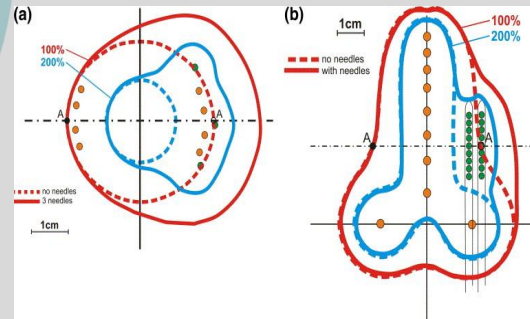 (a)
100%
200%
A
A
no needles
3 needles
1cm
(b)
1cm
100%
200%
no needles
with needles
A
A